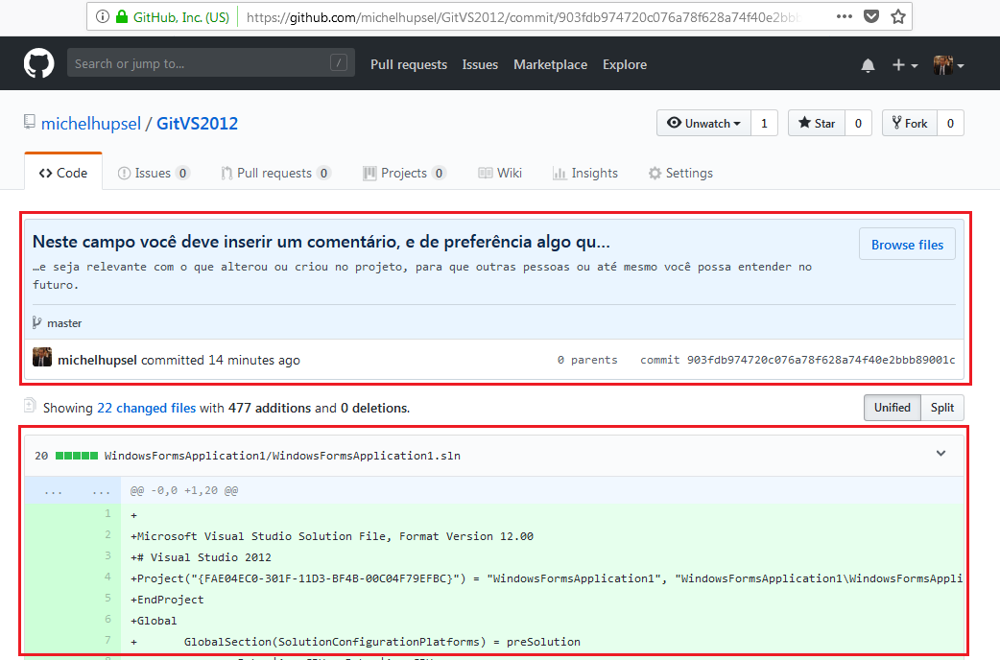 GitHub, Inc. (US) https://github.com/michelhupsel/GitVS2012/commit/903fdb974720c076a78f628a74f40e2bbb
Search or jump to... / Pull requests Issues Marketplace Explore
michelhupsel / GitVS2012 Unwatch 1 Star 0 Fork 0
<> Code Issues 0 Pull requests 0 Projects 0 Wiki Insights Settings
Neste campo você deve inserir um comentário, e de preferência algo qu... Browse files
…e seja relevante com o que alterou ou criou no projeto, para que outras pessoas ou até mesmo você possa entender no
futuro.
master
michelhupsel committed 14 minutes ago 0 parents commit 903fdb974720c076a78f628a74f40e2bbb89001c
Showing 22 changed files with 477 additions and 0 deletions. Unified Split
20 WindowsFormsApplication1/WindowsFormsApplication1.sln
... ... @@ -0,0 +1,20 @@
1 +
2 +Microsoft Visual Studio Solution File, Format Version 12.00
3 +# Visual Studio 2012
4 +Project("{FAE04EC0-301F-11D3-BF4B-00C04F79EFBC}") = "WindowsFormsApplication1", "WindowsFormsApplication1\WindowsFormsAppli
5 +EndProject
6 +Global
7 + GlobalSection(SolutionConfigurationPlatforms) = preSolution